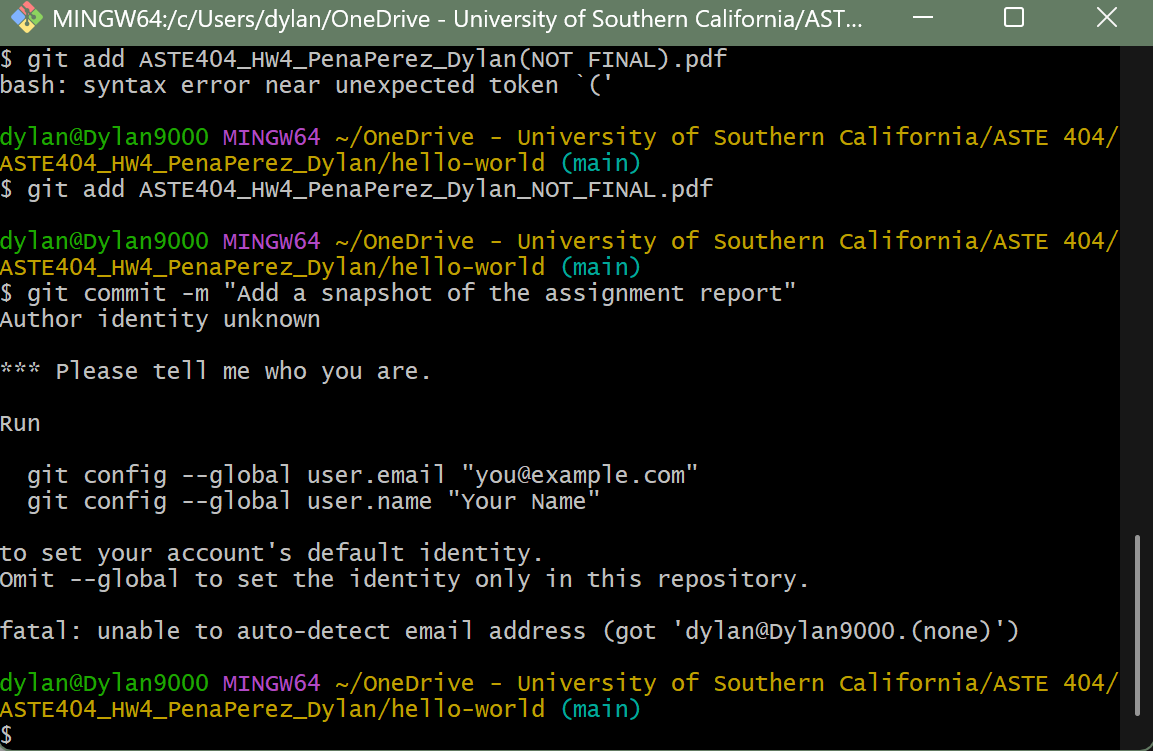 MINGW64:/c/Users/dylan/OneDrive - University of Southern California/AST...
$ git add ASTE404_HW4_PenaPerez_Dylan(NOT FINAL).pdf
bash: syntax error near unexpected token `('
dylan@Dylan9000 MINGW64 ~/OneDrive - University of Southern California/ASTE 404/
ASTE404_HW4_PenaPerez_Dylan/hello-world (main)
$ git add ASTE404_HW4_PenaPerez_Dylan_NOT_FINAL.pdf
dylan@Dylan9000 MINGW64 ~/OneDrive - University of Southern California/ASTE 404/
ASTE404_HW4_PenaPerez_Dylan/hello-world (main)
$ git commit -m "Add a snapshot of the assignment report"
Author identity unknown
*** Please tell me who you are.
Run
git config --global user.email "you@example.com"
git config --global user.name "Your Name"
to set your account's default identity.
Omit --global to set the identity only in this repository.
fatal: unable to auto-detect email address (got 'dylan@Dylan9000.(none)')
dylan@Dylan9000 MINGW64 ~/OneDrive - University of Southern California/ASTE 404/
ASTE404_HW4_PenaPerez_Dylan/hello-world (main)
$